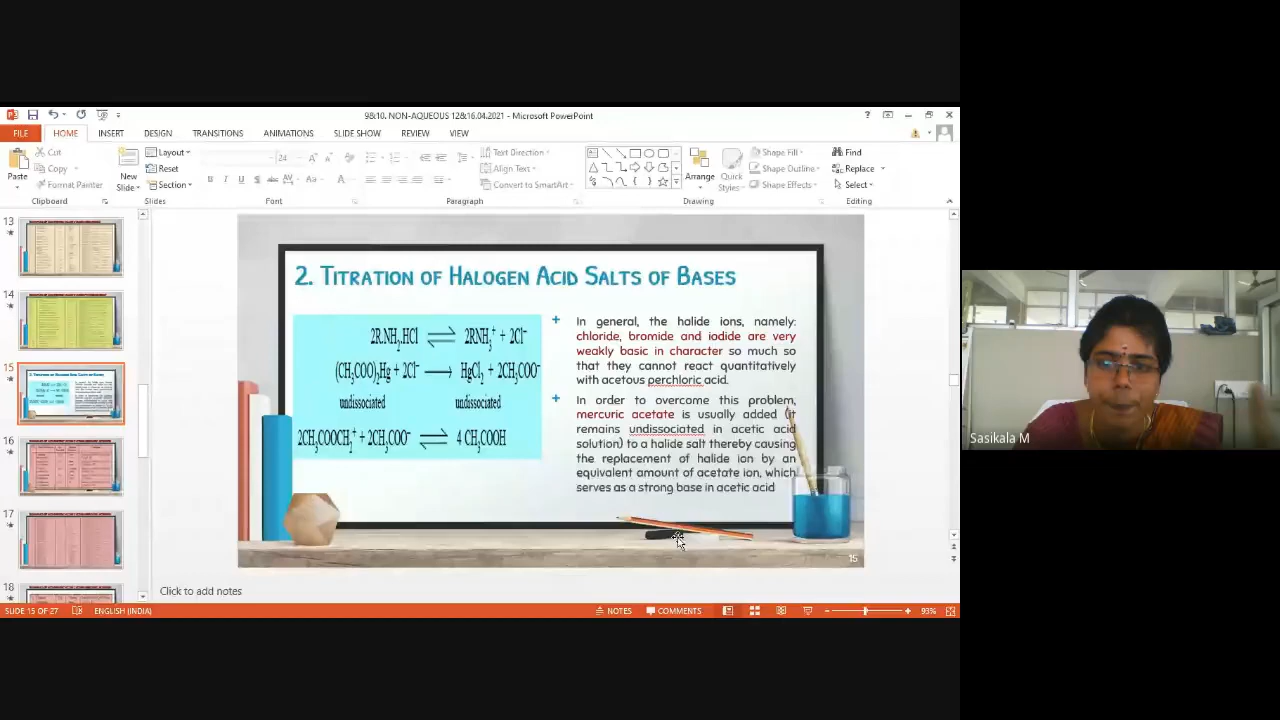 98&10. NON-AQUEOUS 12&16.04.2021 - Microsoft PowerPoint
FILE HOME INSERT DESIGN TRANSITIONS ANIMATIONS SLIDE SHOW REVIEW VIEW
Paste
Cut
Copy
Format Painter
Clipboard
New
Slide
Layout
Reset
Section
Slides
24
Font
Text Direction
Align Text
Convert to SmartArt
Paragraph
Arrange
Quick
Styles
Shape Fill
Shape Outline
Shape Effects
Drawing
Find
Replace
Select
Editing
13
14
15
16
17
18
2. TITRATION OF HALOGEN ACID SALTS OF BASES
2R.NH2.HCl ⇌ 2RNH3+ + 2Cl−
(CH3COO)2Hg + 2Cl− ⟶ HgCl2 + 2CH3COO−
undissociated undissociated
2CH3COOCH2+ + 2CH3COO− ⇌ 4 CH3COOH
+ In general, the halide ions, namely:
chloride, bromide and iodide are very
weakly basic in character so much so
that they cannot react quantitatively
with acetous perchloric acid.
+ In order to overcome this problem,
mercuric acetate is usually added (it
remains undissociated in acetic acid
solution) to a halide salt thereby causing
the replacement of halide ion by an
equivalent amount of acetate ion, which
serves as a strong base in acetic acid
15
Click to add notes
SLIDE 15 OF 27 ENGLISH (INDIA) NOTES COMMENTS 93%
Sasikala M